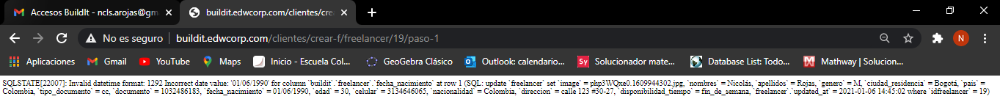 Accesos BuildIt - ncls.arojas@gm
buildit.edwcorp.com/clientes/crea
No es seguro | buildit.edwcorp.com/clientes/crear-f/freelancer/19/paso-1
N
Aplicaciones Gmail YouTube Maps Inicio - Escuela Col... GeoGebra Clásico Outlook: calendario... Sy Solucionador mate... Database List: Todo... Mathway | Solucion...
SQLSTATE[22007]: Invalid datetime format: 1292 Incorrect date value: '01/06/1990' for column `buildit`.`freelancer`.`fecha_nacimiento` at row 1 (SQL: update `freelancer` set `image` = php3WQxe0.1609944302.jpg, `nombres` = Nicolás, `apellidos` = Rojas, `genero` = M, `ciudad_residencia` = Bogotá, `pais` =
Colombia, `tipo_documento` = cc, `documento` = 1032486183, `fecha_nacimiento` = 01/06/1990, `edad` = 30, `celular` = 3134646065, `nacionalidad` = Colombia, `direccion` = calle 123 #30-27, `disponibilidad_tiempo` = fin_de_semana, `freelancer`.`updated_at` = 2021-01-06 14:45:02 where `idfreelancer` = 19)